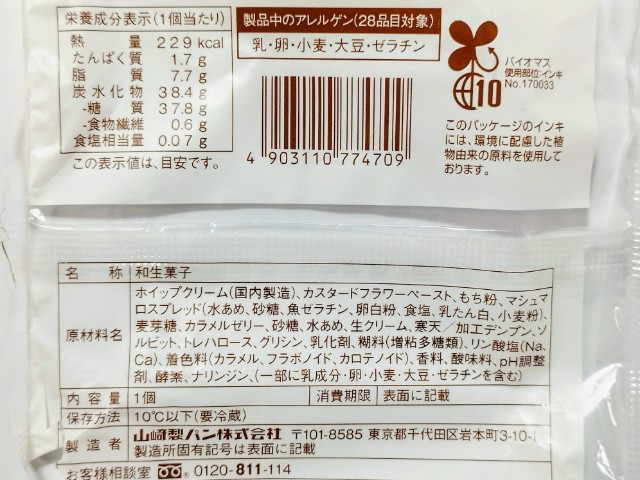 栄養成分表示(1個当たり)
熱量 229 kcal
たんぱく質 1.7 g
脂質 7.7 g
炭水化物 38.4 g
-糖質 37.8 g
-食物繊維 0.6 g
食塩相当量 0.07 g
この表示値は、目安です。
製品中のアレルゲン(28品目対象)
乳・卵・小麦・大豆・ゼラチン
4 903110 774709
10
バイオマス
使用部位:インキ
No.170033
このパッケージのインキ
には、環境に配慮した植
物由来の原料を使用して
おります。
名称 和生菓子
原材料名
ホイップクリーム(国内製造)、カスタードフラワーペースト、もち粉、マシュマ
ロスプレッド(水あめ、砂糖、魚ゼラチン、卵白粉、食塩、乳たん白、小麦粉)、
麦芽糖、カラメルゼリー、砂糖、水あめ、生クリーム、寒天/加工デンプン、ソ
ルビット、トレハロース、グリシン、乳化剤、糊料(増粘多糖類)、リン酸塩(Na、
Ca)、着色料(カラメル、フラボノイド、カロテノイド)、香料、酸味料、pH調整
剤、酵素、ナリンジン、(一部に乳成分・卵・小麦・大豆・ゼラチンを含む)
内容量 1個 消費期限 表面に記載
保存方法 10℃以下(要冷蔵)
製造者 山崎製パン株式会社 〒101-8585 東京都千代田区岩本町3-10-1
製造所固有記号は表面に記載
お客様相談室 0120-811-114